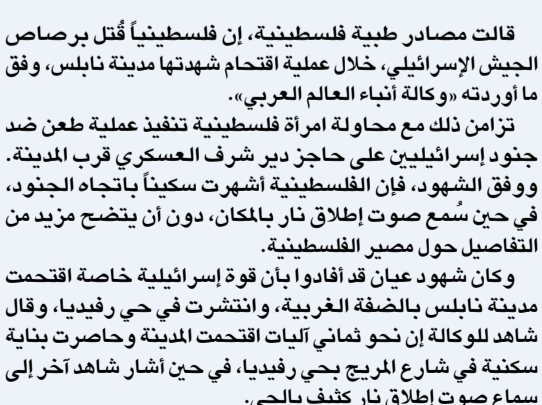 قالت مصادر طبية فلسطينية، إن فلسطينياً قُتل برصاص
الجيش الإسرائيلي، خلال عملية اقتحام شهدتها مدينة نابلس، وفق
ما أوردته «وكالة أنباء العالم العربي».
تزامن ذلك مع محاولة امرأة فلسطينية تنفيذ عملية طعن ضد
جنود إسرائيليين على حاجز دير شرف العسكري قرب المدينة.
ووفق الشهود، فإن الفلسطينية أشهرت سكيناً باتجاه الجنود،
في حين سُمع صوت إطلاق نار بالمكان، دون أن يتضح مزيد من
التفاصيل حول مصير الفلسطينية.
وكان شهود عيان قد أفادوا بأن قوة إسرائيلية خاصة اقتحمت
مدينة نابلس بالضفة الغربية، وانتشرت في حي رفيديا، وقال
شاهد للوكالة إن نحو ثماني آليات اقتحمت المدينة وحاصرت بناية
سكنية في شارع المريج بحي رفيديا، في حين أشار شاهد آخر إلى
سماع صوت إطلاق نار كثيف بالحي.